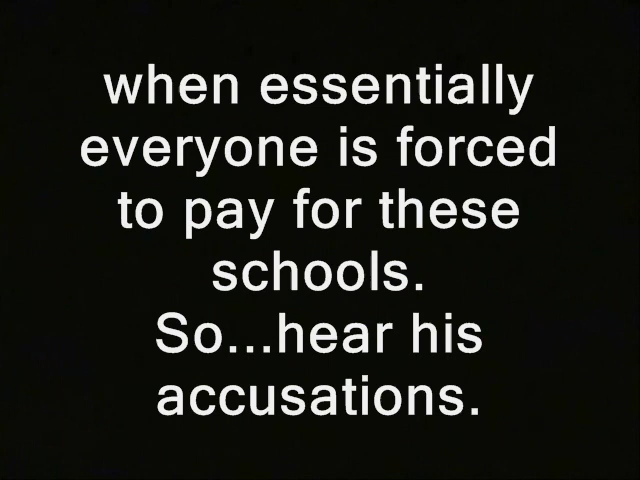 when essentially
everyone is forced
to pay for these
schools.
So...hear his
accusations.